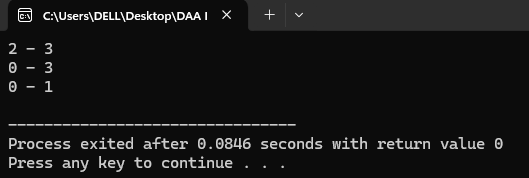 C:\Users\DELL\Desktop\DAA I
2 - 3
0 - 3
0 - 1
--------------------------------
Process exited after 0.0846 seconds with return value 0
Press any key to continue . . .